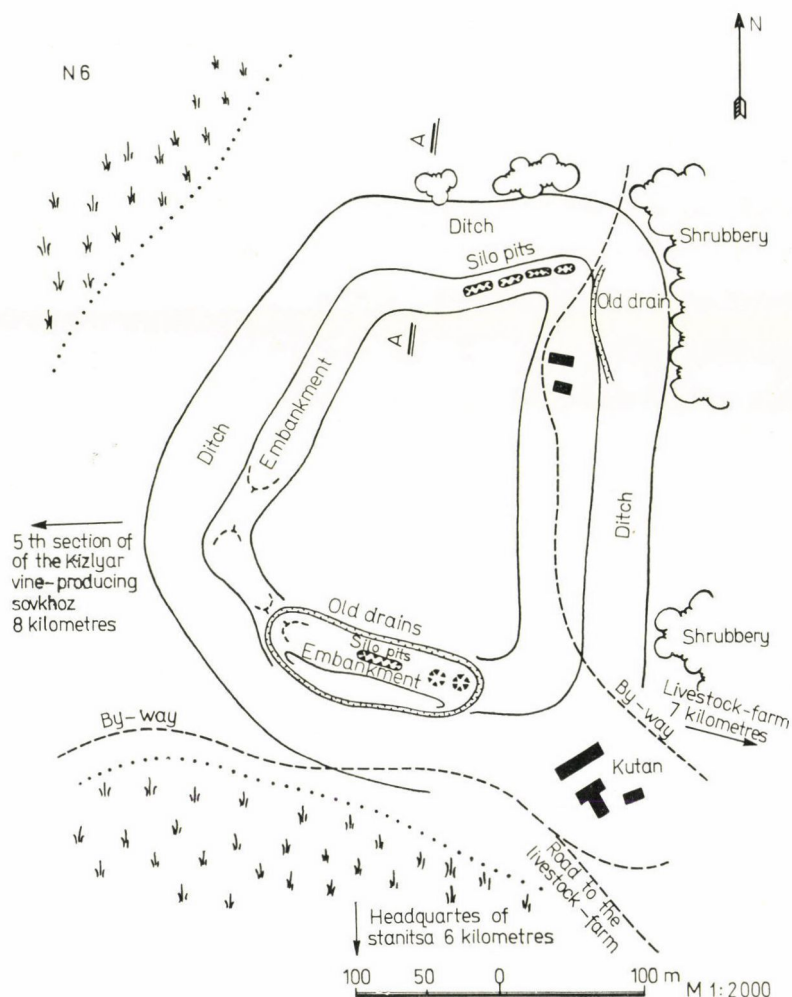 N
N 6
A
Ditch
Silo pits
Shrubbery
Old drain
A
Embankment
Ditch
Ditch
5 th section of
of the Kizlyar
vine-producing
sovkhoz
8 kilometres
Old drains
Silo pits
Embankment
Shrubbery
Livestock-farm
7 kilometres
By-way
By-way
Kutan
Road to the
livestock-farm
Headquartes of
stanitsa 6 kilometres
100 50 0 100 m
M 1:2000